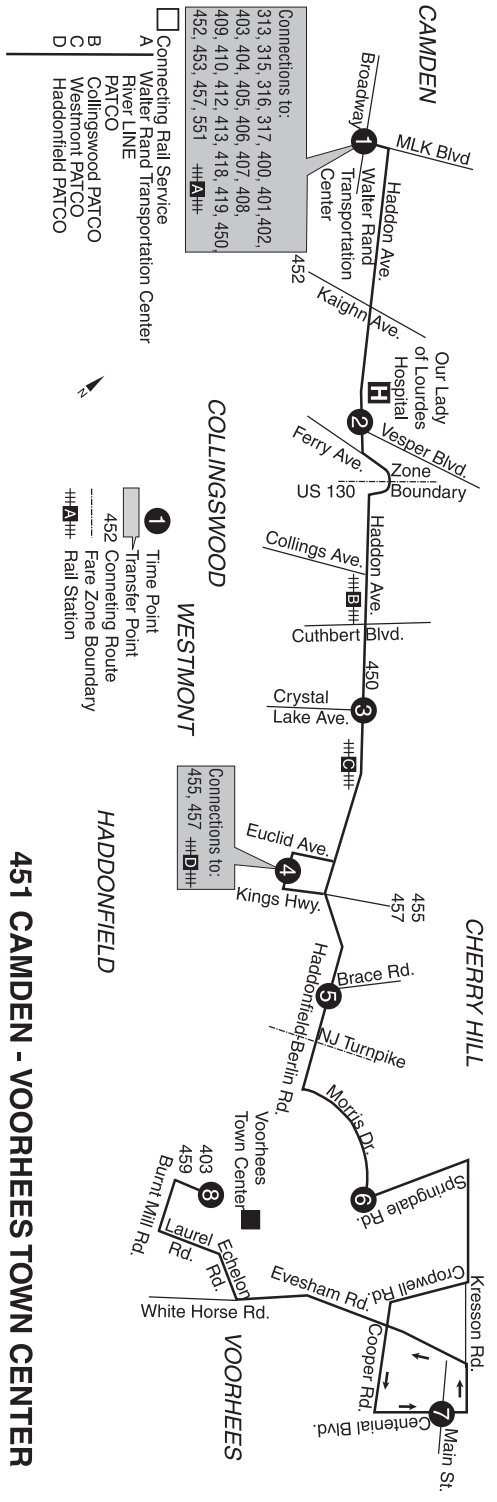 CAMDEN
Broadway
1
MLK Blvd
Walter Rand
Transportation
Center
Haddon Ave.
Connections to:
313, 315, 316, 317, 400, 401,402,
403, 404, 405, 406, 407, 408,
409, 410, 412, 413, 418, 419, 450,
452, 453, 457, 551 A
452
Kaighn Ave.
Our Lady
of Lourdes
Hospital
H
2
Vesper Blvd.
Ferry Ave.
Zone
Boundary
US 130
COLLINGSWOOD
Haddon Ave.
Collings Ave.
B
Cuthbert Blvd.
450
WESTMONT
Crystal
Lake Ave.
3
C
Connections to:
455, 457 D
Euclid Ave.
4
Kings Hwy.
455
457
HADDONFIELD
CHERRY HILL
Brace Rd.
5
Haddonfield-Berlin Rd.
NJ Turnpike
Morris Dr.
6
Springdale Rd.
Voorhees
Town Center
403
459
8
Burnt Mill Rd.
Laurel
Rd.
Echelon
Rd.
White Horse Rd.
Evesham Rd.
Cropwell Rd.
Kresson Rd.
Cooper Rd.
Centenial Blvd.
7
Main St.
VOORHEES
Connecting Rail Service
A Walter Rand Transportation Center
River LINE
PATCO
B Collingswood PATCO
C Westmont PATCO
D Haddonfield PATCO
N
1 Time Point
Transfer Point
452 Conneting Route
Fare Zone Boundary
A Rail Station
451 CAMDEN - VOORHEES TOWN CENTER